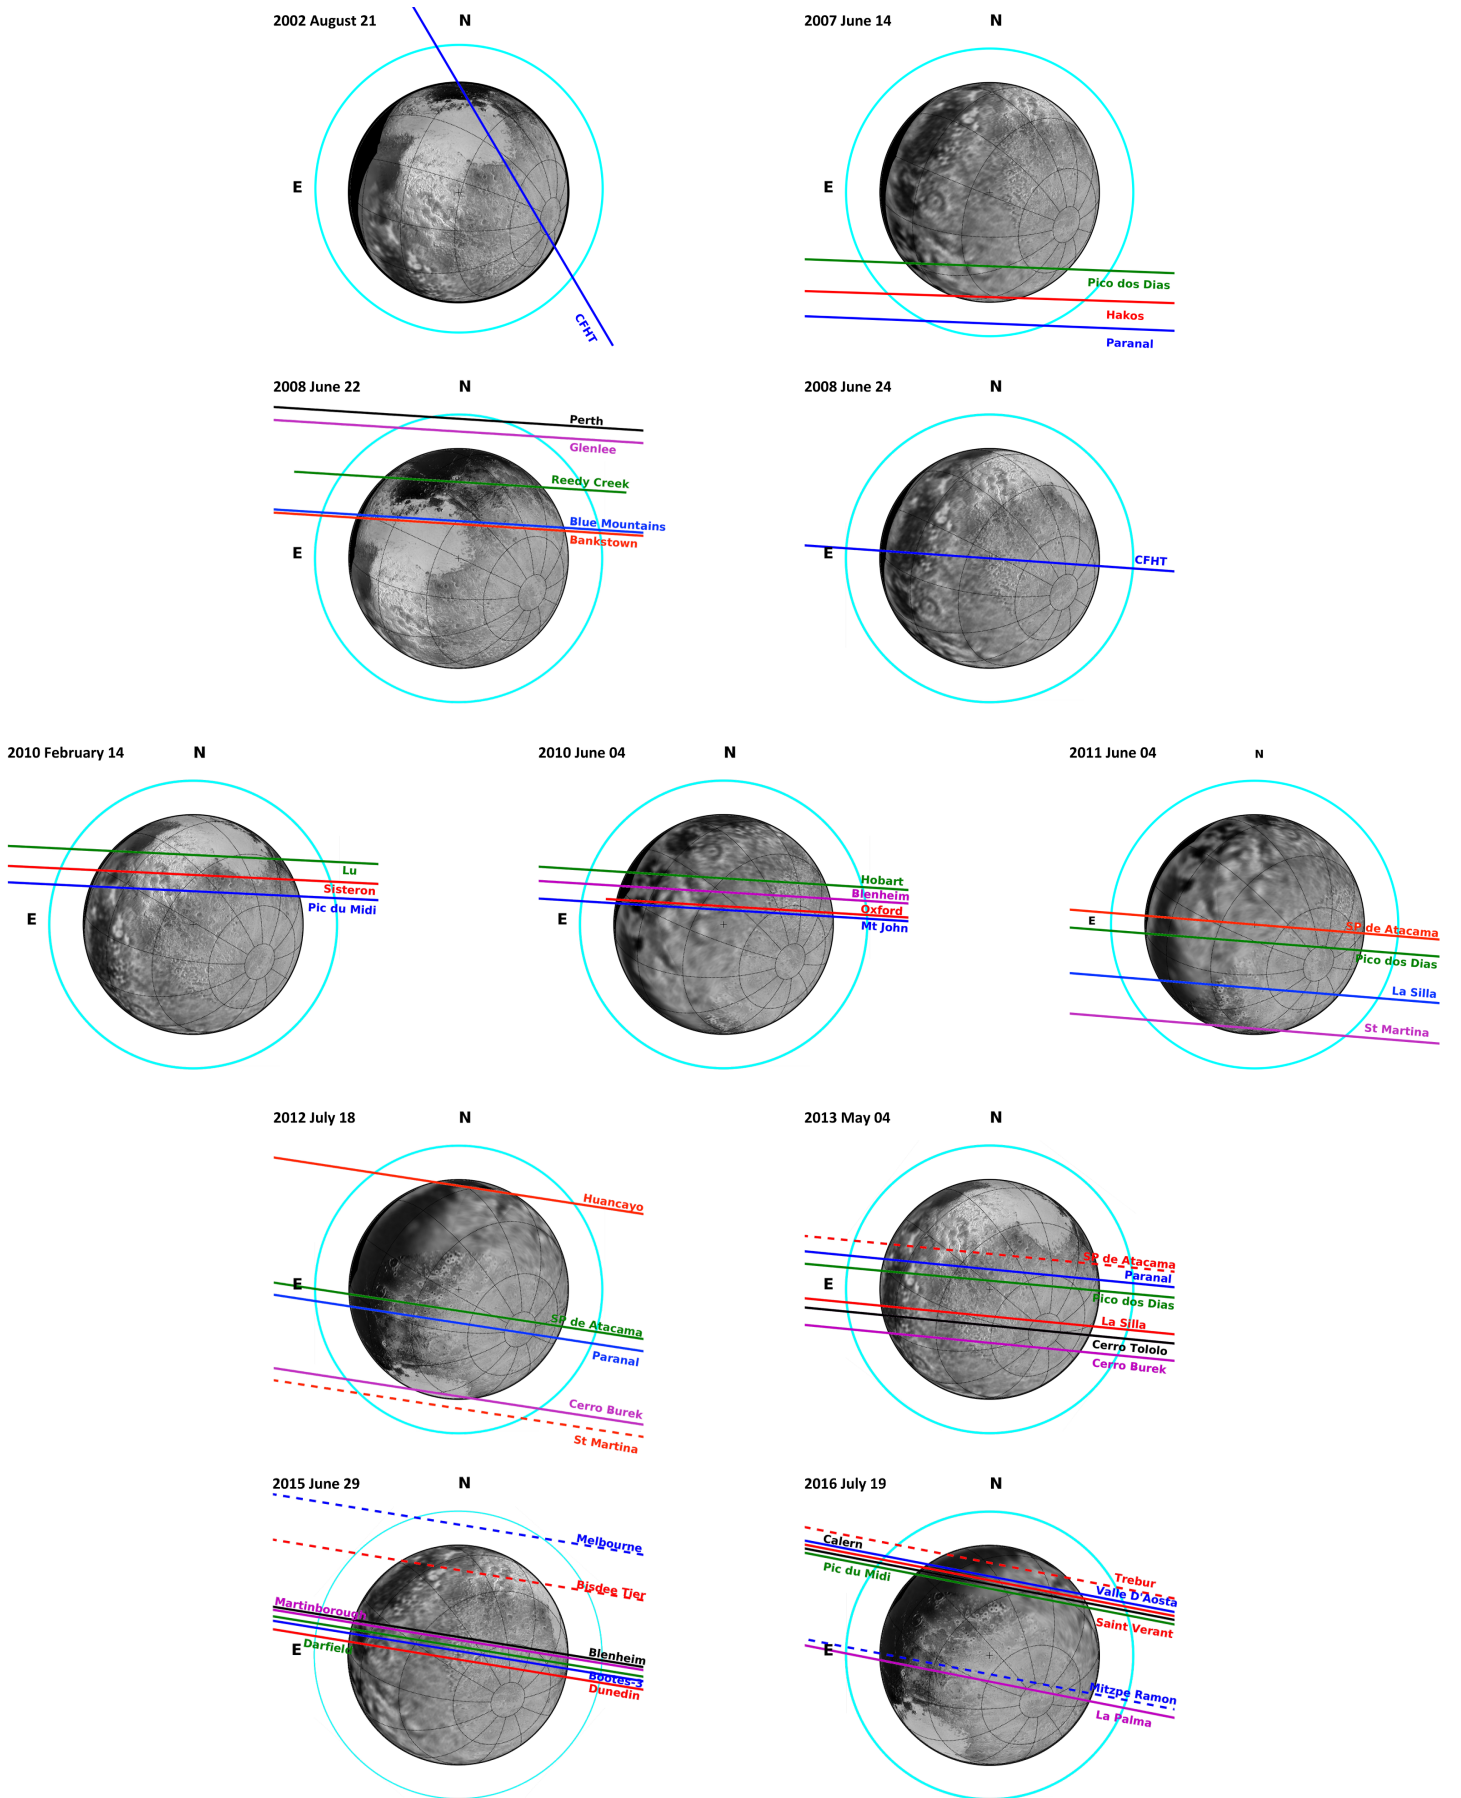 2002 August 21
N
E
CFHT
2007 June 14
N
E
Pico dos Dias
Hakos
Paranal
2008 June 22
N
Perth
Glenlee
Reedy Creek
Blue Mountains
Bankstown
E
2008 June 24
N
E
CFHT
2010 February 14
N
Lu
Sisteron
Pic du Midi
E
2010 June 04
N
Hobart
Blenheim
Oxford
Mt John
E
2011 June 04
N
E
SP de Atacama
Pico dos Dias
La Silla
St Martina
2012 July 18
N
Huancayo
E
SP de Atacama
Paranal
Cerro Burek
St Martina
2013 May 04
N
SP de Atacama
Paranal
E
Pico dos Dias
La Silla
Cerro Tololo
Cerro Burek
2015 June 29
N
Melbourne
Bisdee Tier
Martinborough
Darfield
E
Blenheim
Bootes-3
Dunedin
2016 July 19
N
Calern
Pic du Midi
Trebur
Valle D'Aosta
Saint Verant
E
Mitzpe Ramon
La Palma